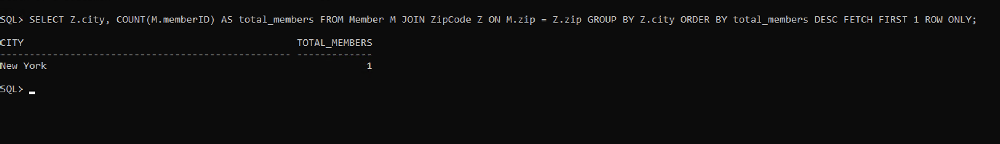 SQL> SELECT Z.city, COUNT(M.memberID) AS total_members FROM Member M JOIN ZipCode Z ON M.zip = Z.zip GROUP BY Z.city ORDER BY total_members DESC FETCH FIRST 1 ROW ONLY;
CITY TOTAL_MEMBERS
-------------------------------------------------- -------------
New York 1
SQL>